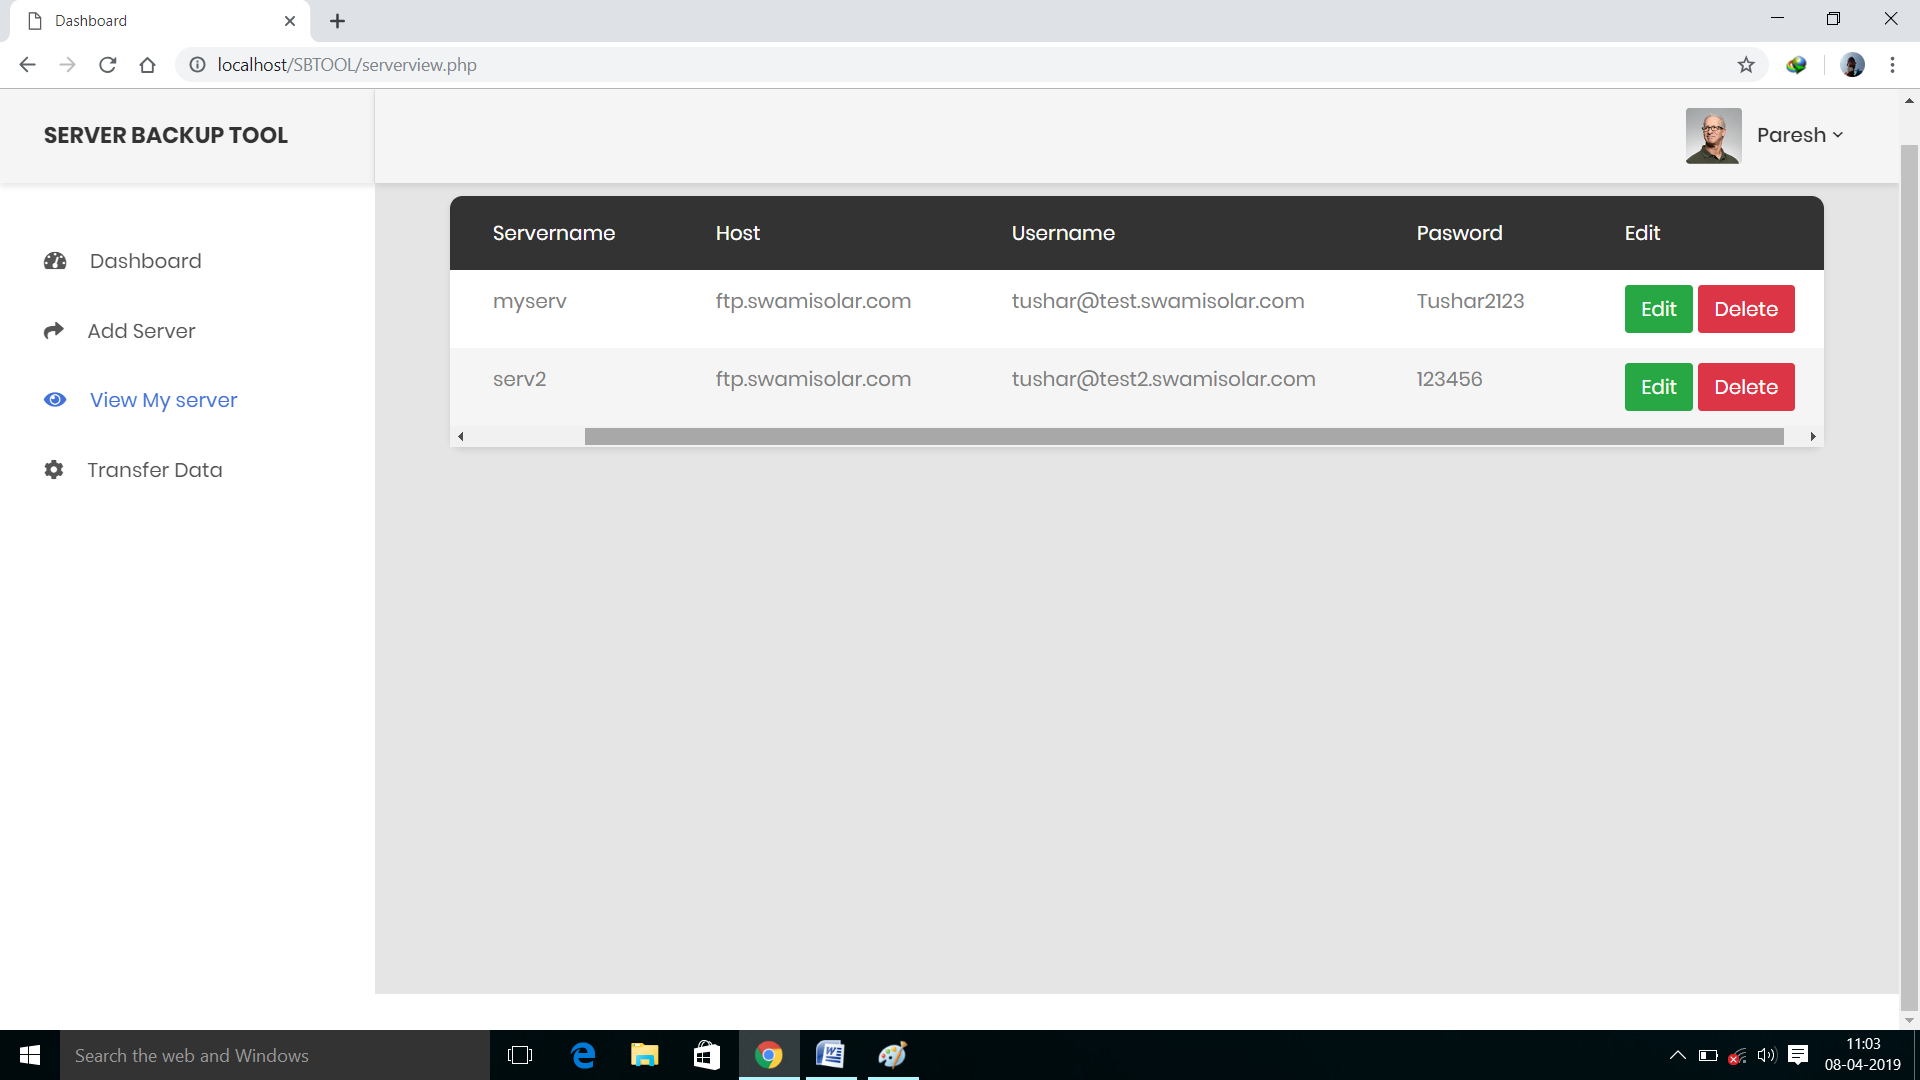 Dashboard
localhost/SBTOOL/serverview.php
SERVER BACKUP TOOL
Paresh
Dashboard
Add Server
View My server
Transfer Data
Servername Host Username Pasword Edit
myserv ftp.swamisolar.com tushar@test.swamisolar.com Tushar2123 Edit Delete
serv2 ftp.swamisolar.com tushar@test2.swamisolar.com 123456 Edit Delete
Search the web and Windows
11:03
08-04-2019